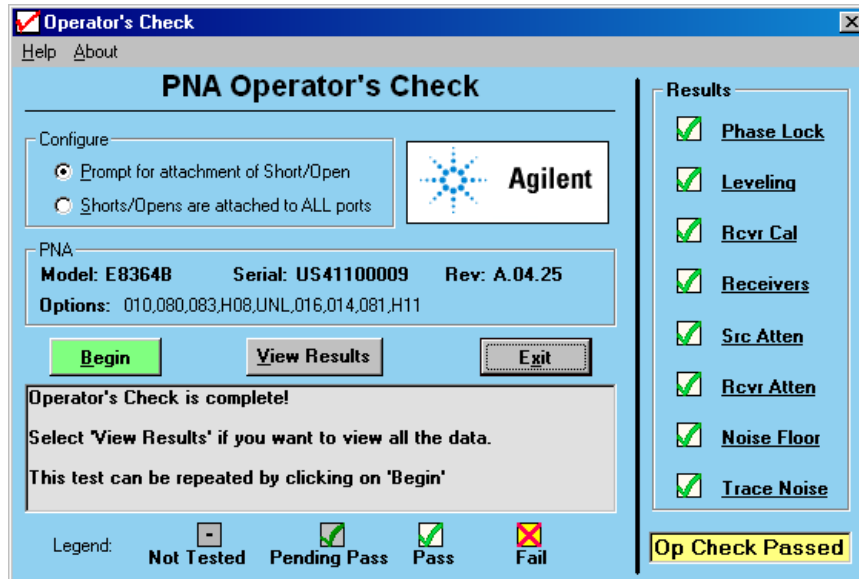 Operator's Check
Help About
PNA Operator's Check
Configure
Prompt for attachment of Short/Open
Shorts/Opens are attached to ALL ports
Agilent
PNA
Model: E8364B Serial: US41100009 Rev: A.04.25
Options: 010,080,083,H08,UNL,016,014,081,H11
Begin View Results Exit
Operator's Check is complete!
Select 'View Results' if you want to view all the data.
This test can be repeated by clicking on 'Begin'
Legend: - Not Tested Pending Pass Pass Fail
Results
Phase Lock
Leveling
Rcvr Cal
Receivers
Src Atten
Rcvr Atten
Noise Floor
Trace Noise
Op Check Passed